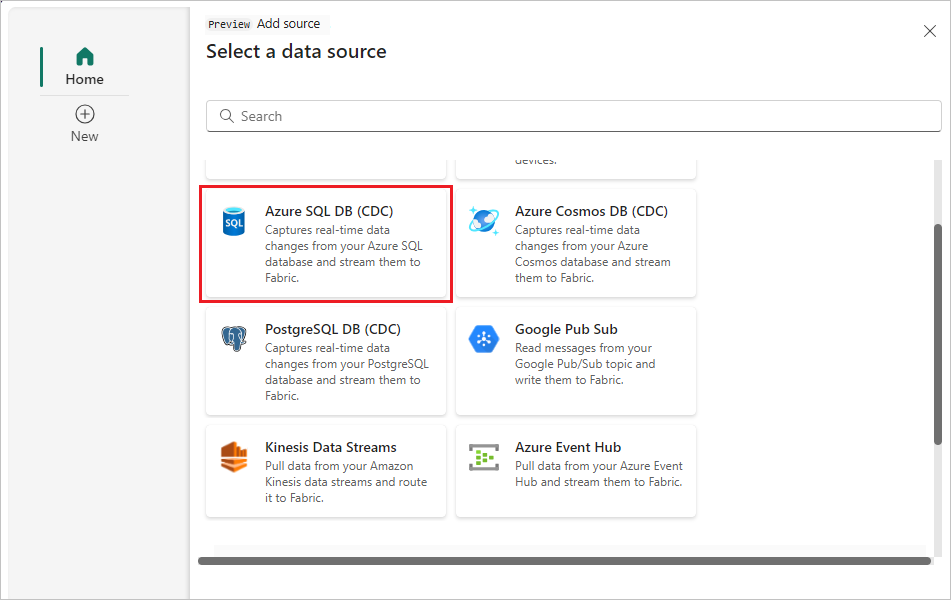 Preview Add source
Select a data source
Home
New
Search
devices.
Azure SQL DB (CDC)
Captures real-time data
changes from your Azure SQL
database and stream them to
Fabric.
SQL
Azure Cosmos DB (CDC)
Captures real-time data
changes from your Azure
Cosmos database and stream
them to Fabric.
PostgreSQL DB (CDC)
Captures real-time data
changes from your PostgreSQL
database and stream them to
Fabric.
Google Pub Sub
Read messages from your
Google Pub/Sub topic and
write them to Fabric.
Kinesis Data Streams
Pull data from your Amazon
Kinesis data streams and route
it to Fabric.
Azure Event Hub
Pull data from your Azure Event
Hub and stream them to Fabric.